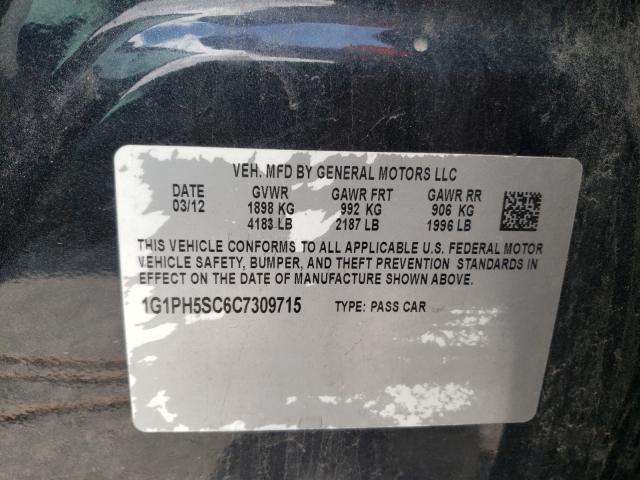 VEH. MFD BY GENERAL MOTORS LLC
DATE GVWR GAWR FRT GAWR RR
03/12 1898 KG 992 KG 906 KG
4183 LB 2187 LB 1996 LB
THIS VEHICLE CONFORMS TO ALL APPLICABLE U.S. FEDERAL MOTOR
VEHICLE SAFETY, BUMPER, AND THEFT PREVENTION STANDARDS IN
EFFECT ON THE DATE OF MANUFACTURE SHOWN ABOVE.
1G1PH5SC6C7309715 TYPE: PASS CAR